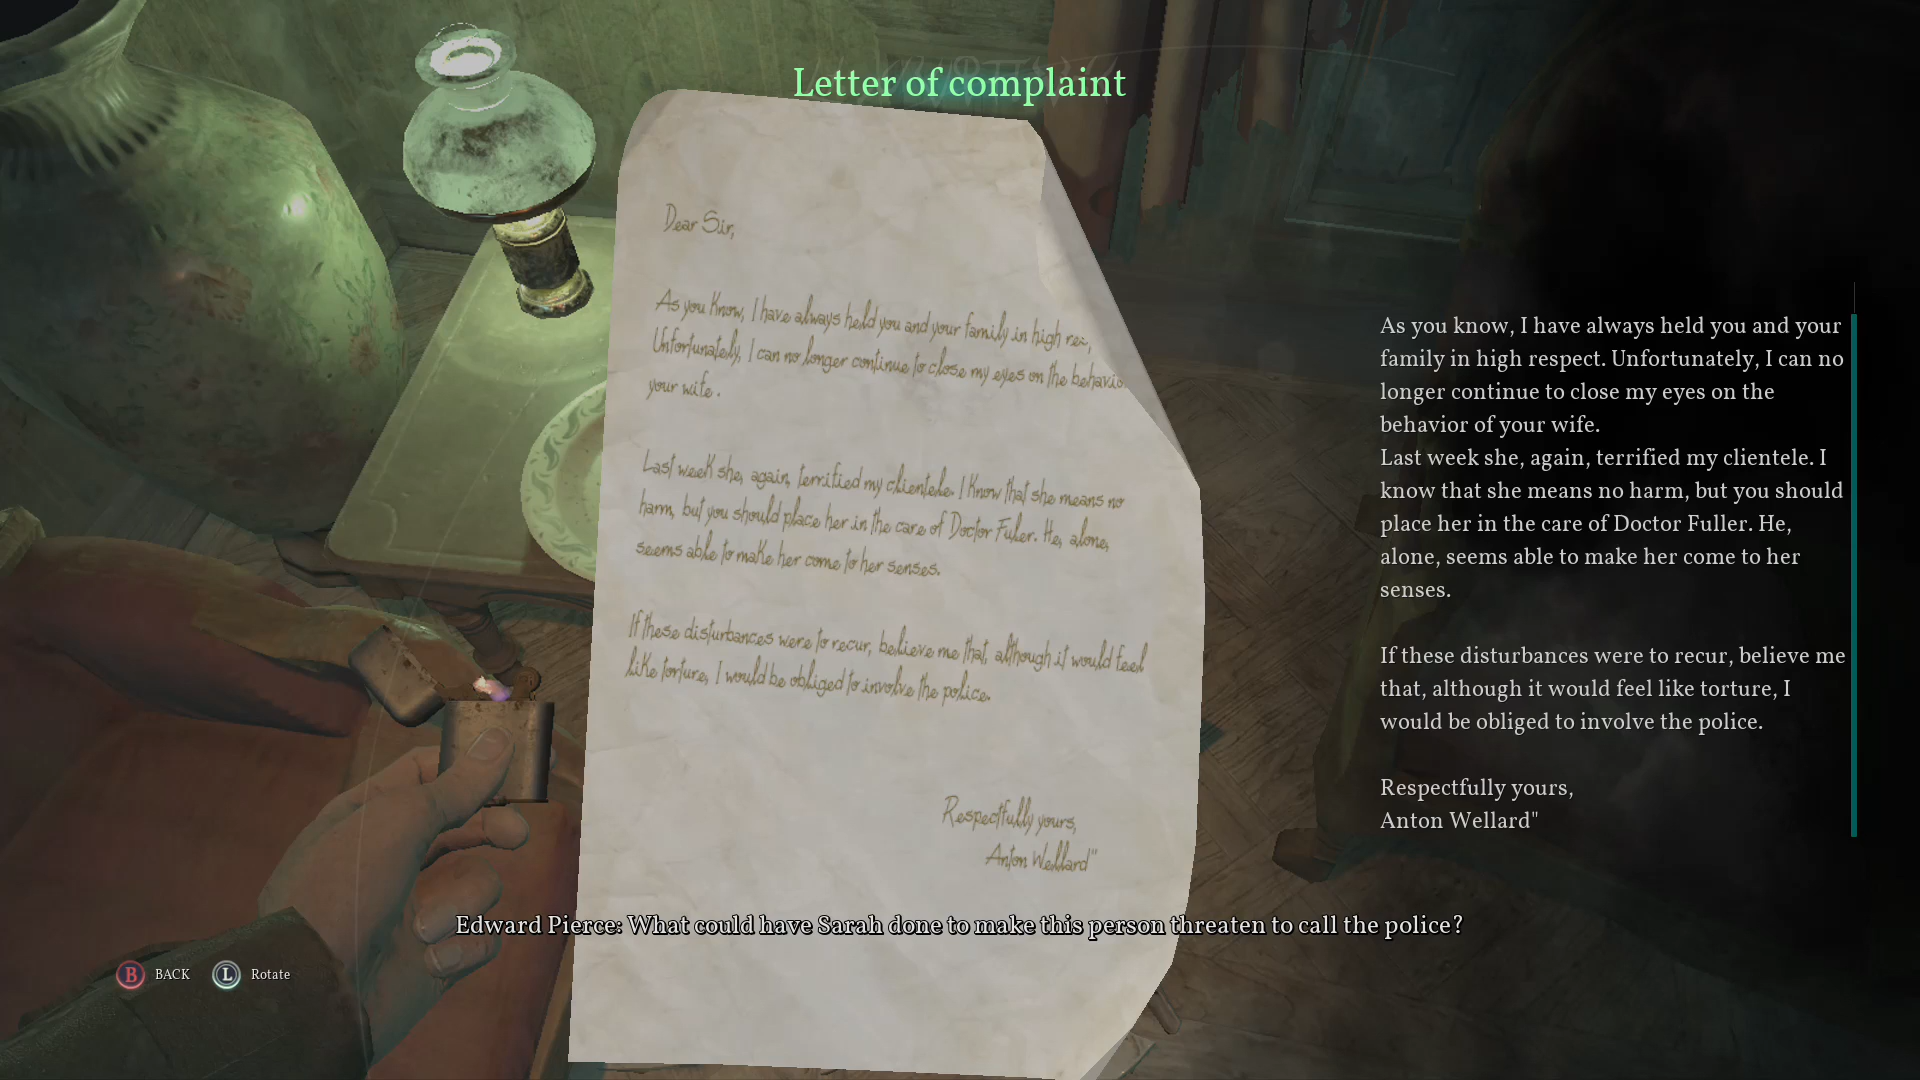 Letter of complaint
Dear Sir,
As you know, I have always held you and your family in high
Unfortunately, I can no longer continue to close my eyes on the
your wife.
Last week she, again, terrified my clientele. I know that she means no
harm, but you should place her in the care of Doctor Fuller. He, alone,
seems able to make her come to her senses.
If these disturbances were to recur, believe me that, although it would feel
like torture, I would be obliged to involve the police.
Respectfully yours,
Anton Wellard"
As you know, I have always held you and your
family in high respect. Unfortunately, I can no
longer continue to close my eyes on the
behavior of your wife.
Last week she, again, terrified my clientele. I
know that she means no harm, but you should
place her in the care of Doctor Fuller. He,
alone, seems able to make her come to her
senses.
If these disturbances were to recur, believe me
that, although it would feel like torture, I
would be obliged to involve the police.
Respectfully yours,
Anton Wellard"
Edward Pierce: What could have Sarah done to make this person threaten to call the police?
B BACK L Rotate